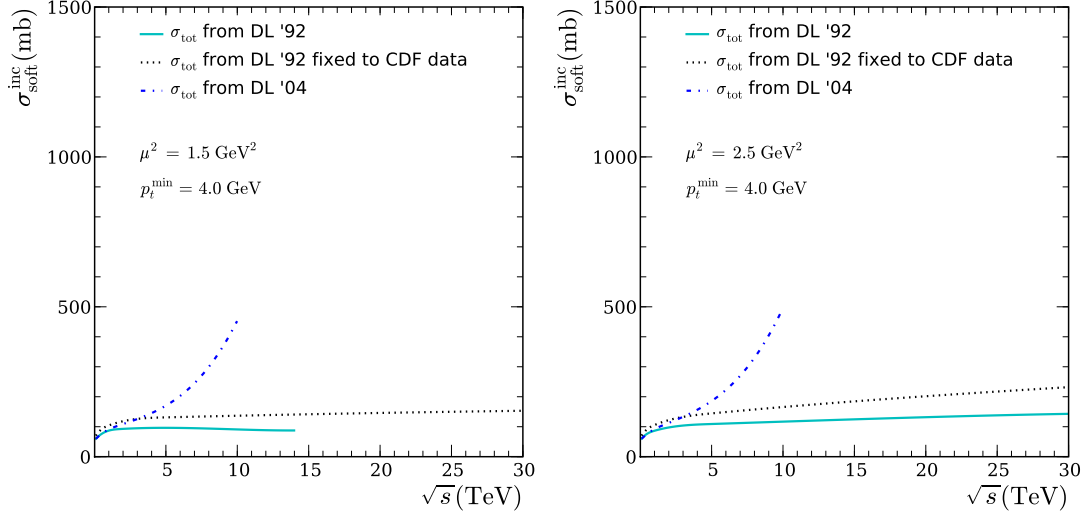 1500
1000
500
0
σ_soft^inc (mb)
σ_tot from DL '92
σ_tot from DL '92 fixed to CDF data
σ_tot from DL '04
μ² = 1.5 GeV²
p_t^min = 4.0 GeV
5 10 15 20 25 30
√s(TeV)
1500
1000
500
0
σ_soft^inc (mb)
σ_tot from DL '92
σ_tot from DL '92 fixed to CDF data
σ_tot from DL '04
μ² = 2.5 GeV²
p_t^min = 4.0 GeV
5 10 15 20 25 30
√s(TeV)